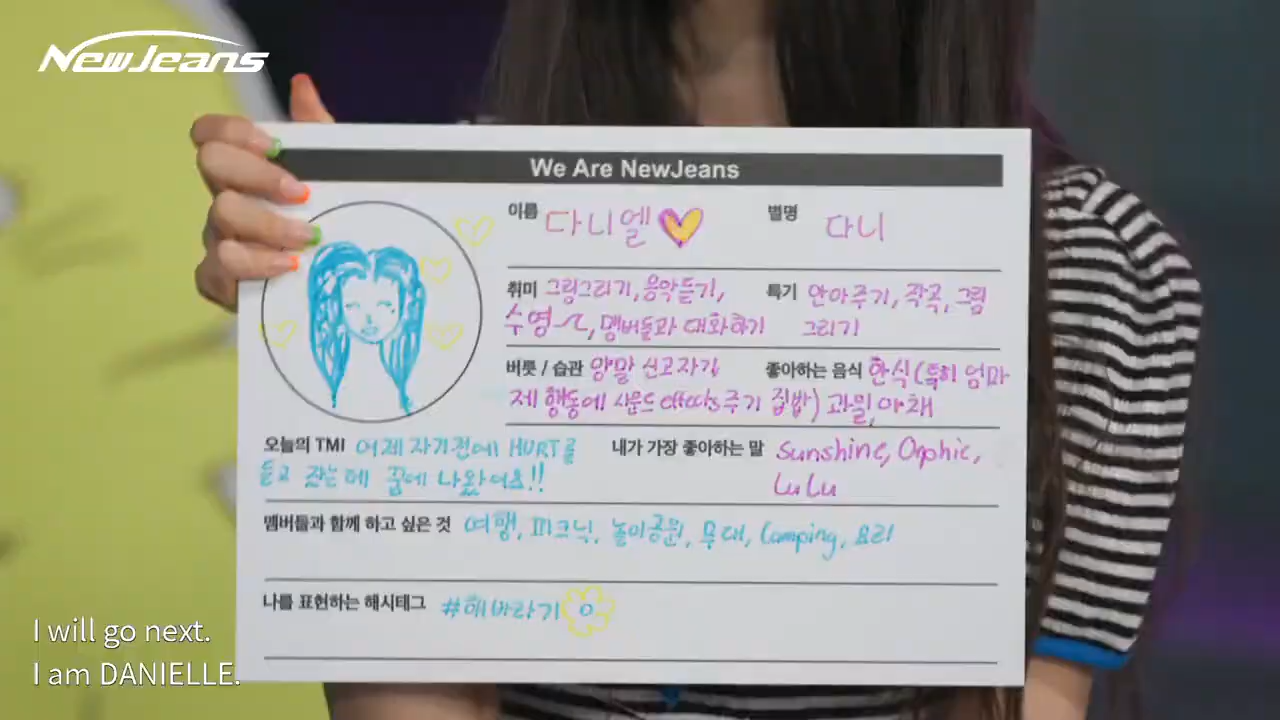 NewJeans
We Are NewJeans
이름 다니엘
별명 다니
취미 그림그리기, 음악듣기,
수영~, 멤버들과 대화하기
특기 안아주기, 작곡, 그림
그리기
버릇 / 습관 양말 신고자기
제 행동에 사운드 effects주기
좋아하는 음식 한식(특히 엄마
집밥) 과일, 야채
오늘의 TMI 어제 자기전에 HURT를
듣고 잤는데 꿈에 나왔어요!!
내가 가장 좋아하는 말 Sunshine, Orphic,
LuLu
멤버들과 함께 하고 싶은 것 여행, 피크닉, 놀이공원, 무대, Camping, 요리
나를 표현하는 해시태그 #해바라기
I will go next.
I am DANIELLE.